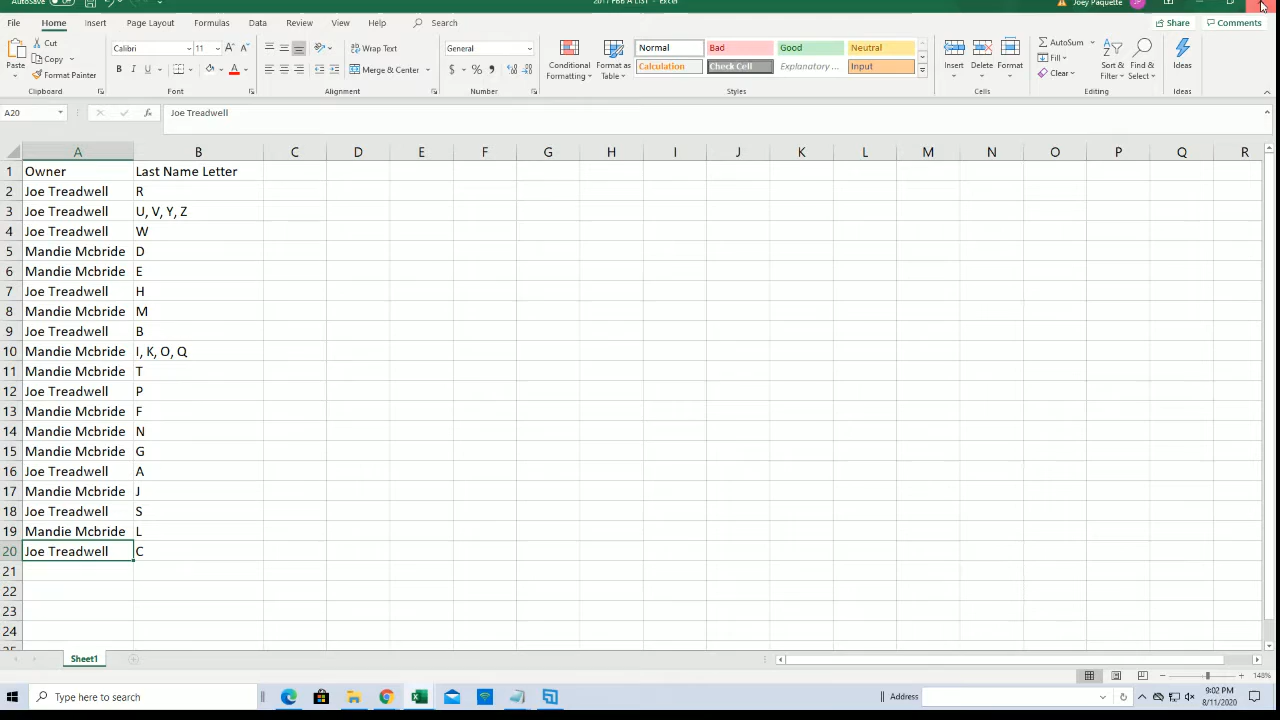 AutoSave 2017 FBB A LIST - Excel Joey Paquette
File Home Insert Page Layout Formulas Data Review View Help Search Share Comments
Paste Cut Copy Format Painter Clipboard
Calibri 11 B I U Font
Wrap Text Merge & Center Alignment
General $ % Number
Conditional Formatting Format as Table
Normal Bad Good Neutral
Calculation Check Cell Explanatory ... Input
Styles
Insert Delete Format Cells
AutoSum Fill Clear Sort & Filter Find & Select Editing
Ideas Ideas
A20 fx Joe Treadwell
A B C D E F G H I J K L M N O P Q R
1 Owner Last Name Letter
2 Joe Treadwell R
3 Joe Treadwell U, V, Y, Z
4 Joe Treadwell W
5 Mandie Mcbride D
6 Mandie Mcbride E
7 Joe Treadwell H
8 Mandie Mcbride M
9 Joe Treadwell B
10 Mandie Mcbride I, K, O, Q
11 Mandie Mcbride T
12 Joe Treadwell P
13 Mandie Mcbride F
14 Mandie Mcbride N
15 Mandie Mcbride G
16 Joe Treadwell A
17 Mandie Mcbride J
18 Joe Treadwell S
19 Mandie Mcbride L
20 Joe Treadwell C
21
22
23
24
Sheet1
148%
Type here to search Address 9:02 PM
8/11/2020